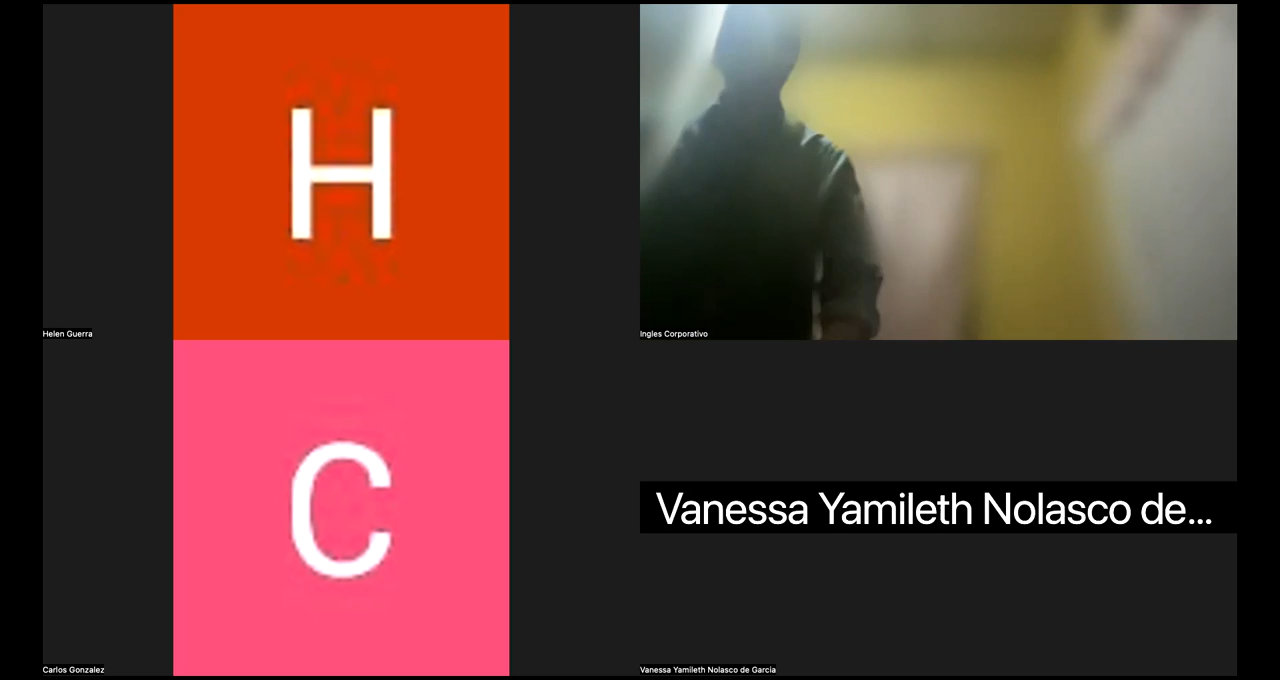 H
Helen Guerra
Ingles Corporativo
C
Carlos Gonzalez
Vanessa Yamileth Nolasco de...
Vanessa Yamileth Nolasco de Garcia